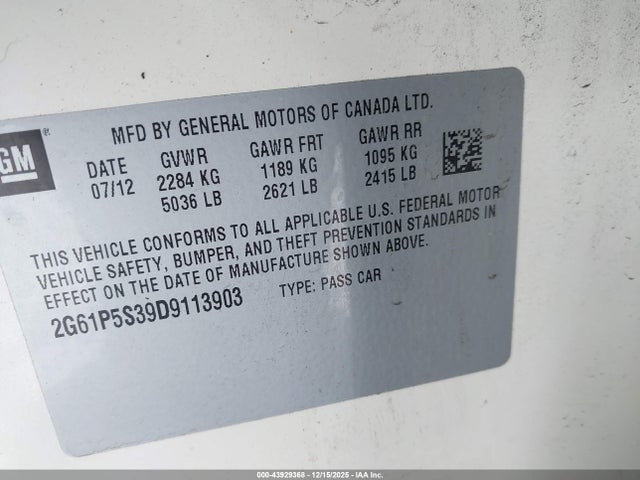 GM ®
MFD BY GENERAL MOTORS OF CANADA LTD.
DATE GVWR GAWR FRT GAWR RR
07/12 2284 KG 1189 KG 1095 KG
5036 LB 2621 LB 2415 LB
THIS VEHICLE CONFORMS TO ALL APPLICABLE U.S. FEDERAL MOTOR
VEHICLE SAFETY, BUMPER, AND THEFT PREVENTION STANDARDS IN
EFFECT ON THE DATE OF MANUFACTURE SHOWN ABOVE.
2G61P5S39D9113903 TYPE: PASS CAR
000-43929368 - 12/15/2025 - IAA Inc.